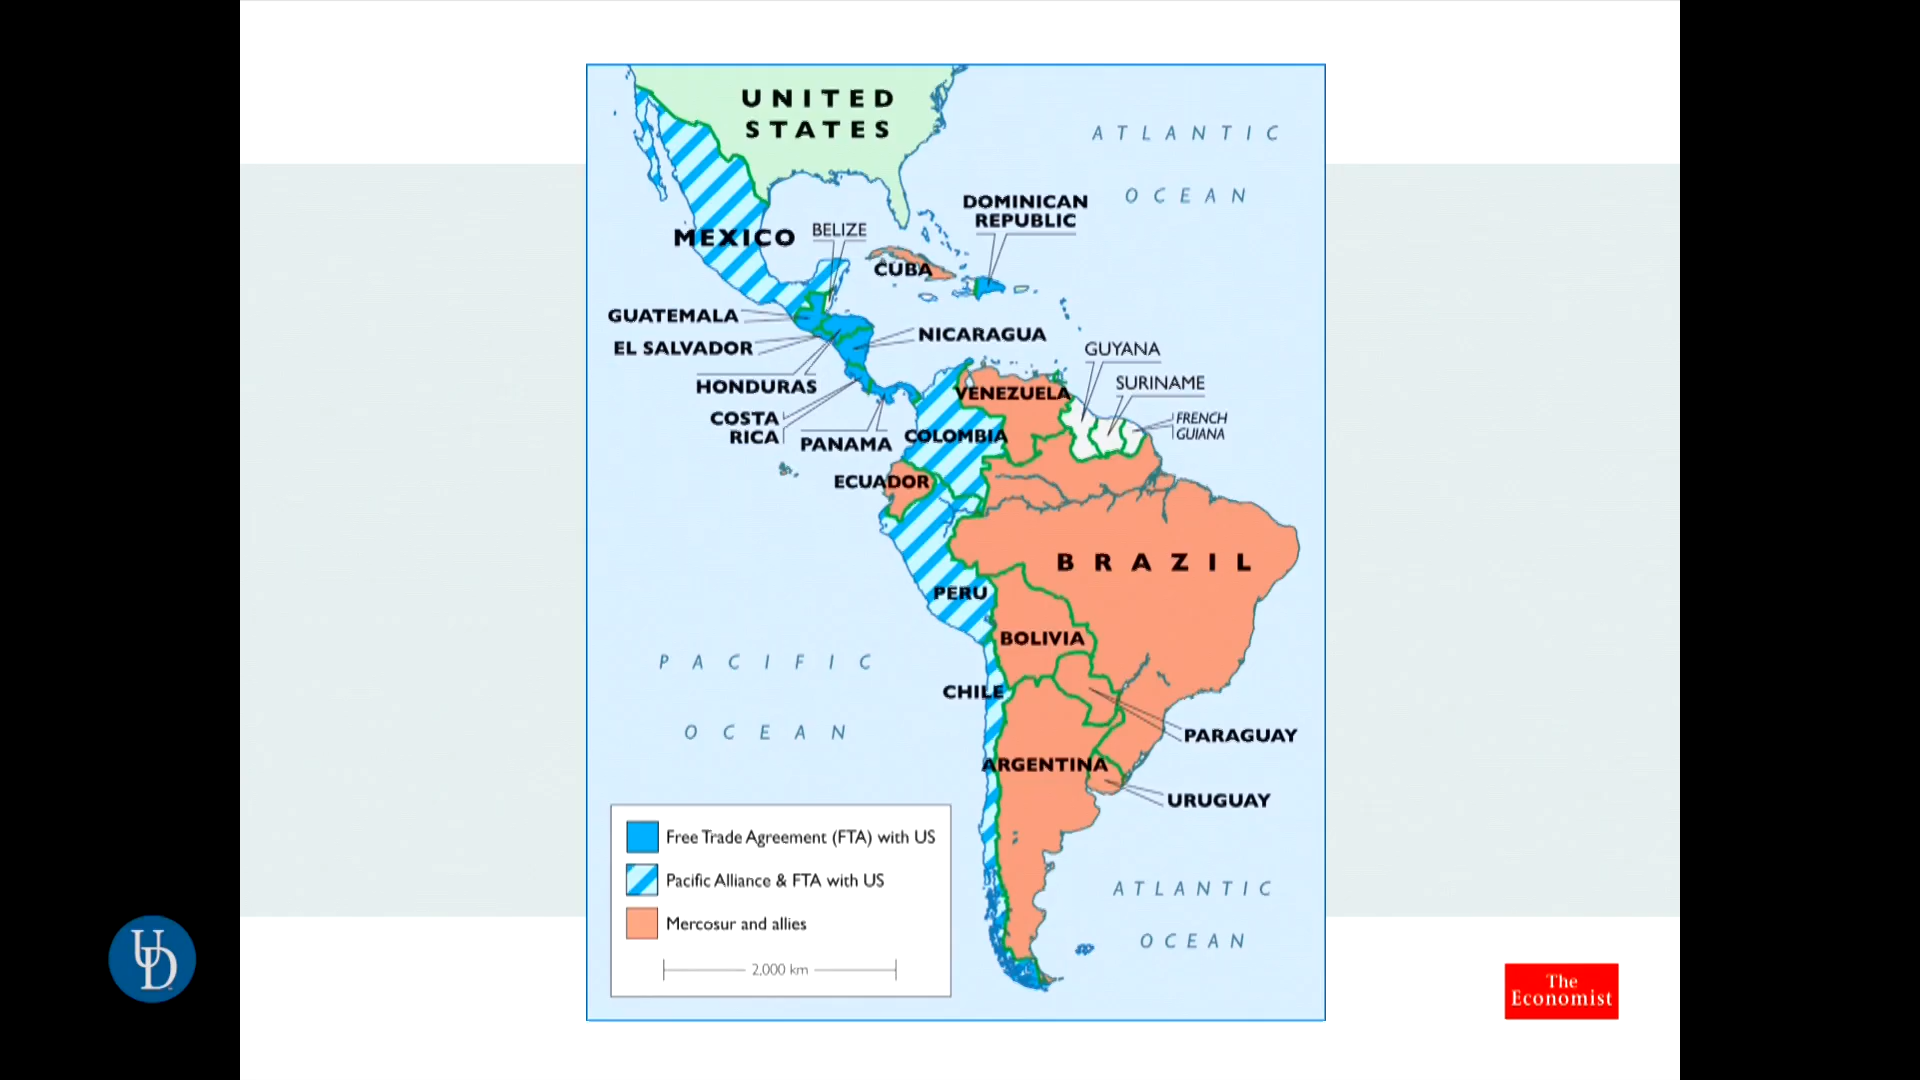 UNITED
STATES
ATLANTIC
OCEAN
DOMINICAN
REPUBLIC
MEXICO
BELIZE
CUBA
GUATEMALA
NICARAGUA
EL SALVADOR
GUYANA
HONDURAS
SURINAME
VENEZUELA
COSTA
RICA
PANAMA
COLOMBIA
FRENCH
GUIANA
ECUADOR
BRAZIL
PERU
BOLIVIA
PACIFIC
OCEAN
CHILE
PARAGUAY
ARGENTINA
URUGUAY
Free Trade Agreement (FTA) with US
Pacific Alliance & FTA with US
Mercosur and allies
2,000 km
ATLANTIC
OCEAN
UD
The
Economist